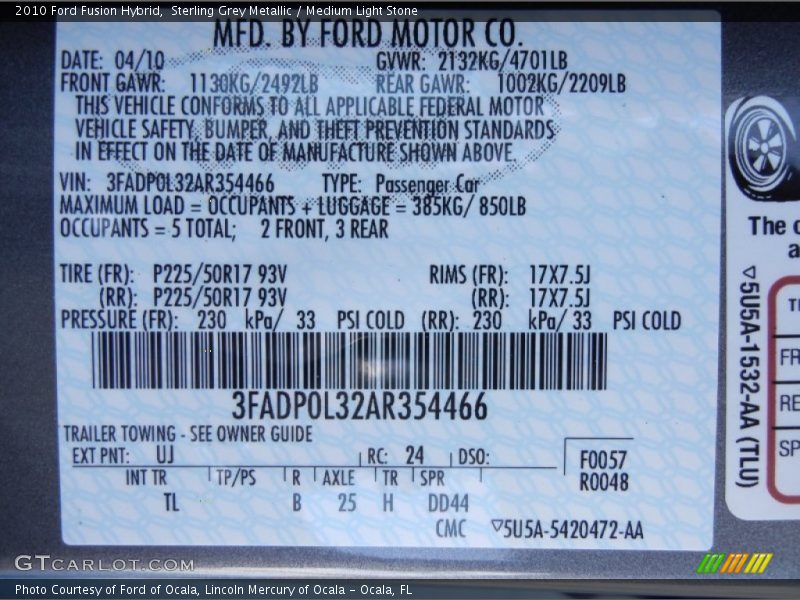 2010 Ford Fusion Hybrid, Sterling Grey Metallic / Medium Light Stone
MFD. BY FORD MOTOR CO.
DATE: 04/10 GVWR: 2132KG/4701LB
FRONT GAWR: 1130KG/2492LB REAR GAWR: 1002KG/2209LB
THIS VEHICLE CONFORMS TO ALL APPLICABLE FEDERAL MOTOR
VEHICLE SAFETY, BUMPER, AND THEFT PREVENTION STANDARDS
IN EFFECT ON THE DATE OF MANUFACTURE SHOWN ABOVE.
VIN: 3FADP0L32AR354466 TYPE: Passenger Car
MAXIMUM LOAD = OCCUPANTS + LUGGAGE = 385KG/ 850LB
OCCUPANTS = 5 TOTAL; 2 FRONT, 3 REAR
TIRE (FR): P225/50R17 93V RIMS (FR): 17X7.5J
(RR): P225/50R17 93V (RR): 17X7.5J
PRESSURE (FR): 230 kPa/ 33 PSI COLD (RR): 230 kPa/ 33 PSI COLD
3FADP0L32AR354466
TRAILER TOWING - SEE OWNER GUIDE
EXT PNT: UJ RC: 24 DSO:
F0057
R0048
INT TR TP/PS R AXLE TR SPR
TL B 25 H DD44
CMC ▽5U5A-5420472-AA
The
▽5U5A-1532-AA (TLU)
FR
RE
SP
GTCARLOT.COM
Photo Courtesy of Ford of Ocala, Lincoln Mercury of Ocala – Ocala, FL